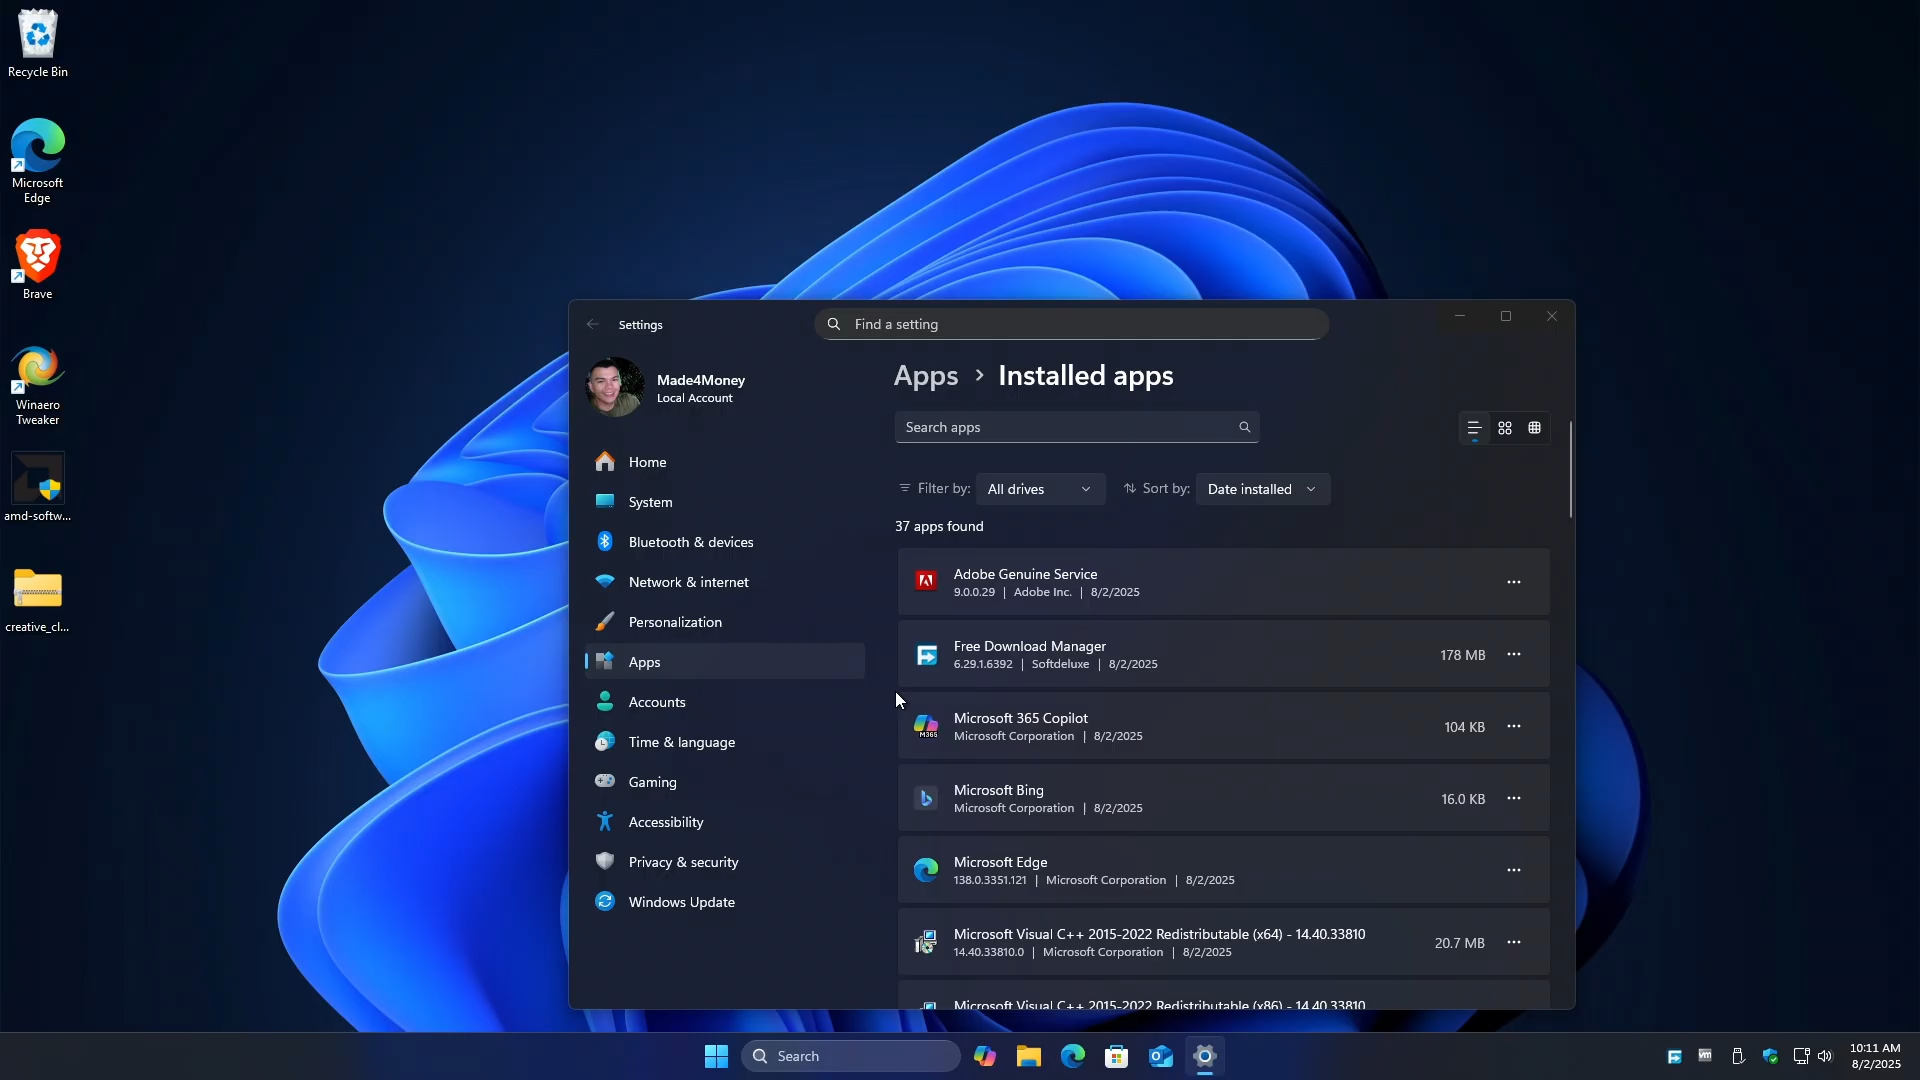 Recycle Bin
Microsoft
Edge
Brave
Winaero
Tweaker
amd-softw...
creative_cl...
Settings
Find a setting
Made4Money
Local Account
Home
System
Bluetooth & devices
Network & internet
Personalization
Apps
Accounts
Time & language
Gaming
Accessibility
Privacy & security
Windows Update
Apps > Installed apps
Search apps
Filter by: All drives Sort by: Date installed
37 apps found
Adobe Genuine Service
9.0.0.29 | Adobe Inc. | 8/2/2025
Free Download Manager
6.29.1.6392 | Softdeluxe | 8/2/2025
178 MB
Microsoft 365 Copilot
Microsoft Corporation | 8/2/2025
104 KB
M365
Microsoft Bing
Microsoft Corporation | 8/2/2025
16.0 KB
Microsoft Edge
138.0.3351.121 | Microsoft Corporation | 8/2/2025
Microsoft Visual C++ 2015-2022 Redistributable (x64) - 14.40.33810
14.40.33810.0 | Microsoft Corporation | 8/2/2025
20.7 MB
Microsoft Visual C++ 2015-2022 Redistributable (x86) - 14.40.33810
Search
vm
10:11 AM
8/2/2025